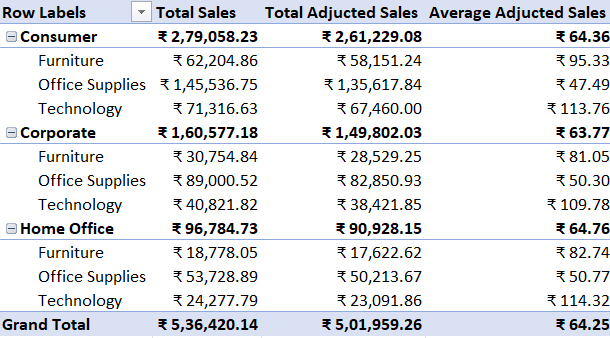 Row Labels Total Sales Total Adjucted Sales Average Adjucted Sales
Consumer ₹ 2,79,058.23 ₹ 2,61,229.08 ₹ 64.36
Furniture ₹ 62,204.86 ₹ 58,151.24 ₹ 95.33
Office Supplies ₹ 1,45,536.75 ₹ 1,35,617.84 ₹ 47.49
Technology ₹ 71,316.63 ₹ 67,460.00 ₹ 113.76
Corporate ₹ 1,60,577.18 ₹ 1,49,802.03 ₹ 63.77
Furniture ₹ 30,754.84 ₹ 28,529.25 ₹ 81.05
Office Supplies ₹ 89,000.52 ₹ 82,850.93 ₹ 50.30
Technology ₹ 40,821.82 ₹ 38,421.85 ₹ 109.78
Home Office ₹ 96,784.73 ₹ 90,928.15 ₹ 64.76
Furniture ₹ 18,778.05 ₹ 17,622.62 ₹ 82.74
Office Supplies ₹ 53,728.89 ₹ 50,213.67 ₹ 50.77
Technology ₹ 24,277.79 ₹ 23,091.86 ₹ 114.32
Grand Total ₹ 5,36,420.14 ₹ 5,01,959.26 ₹ 64.25